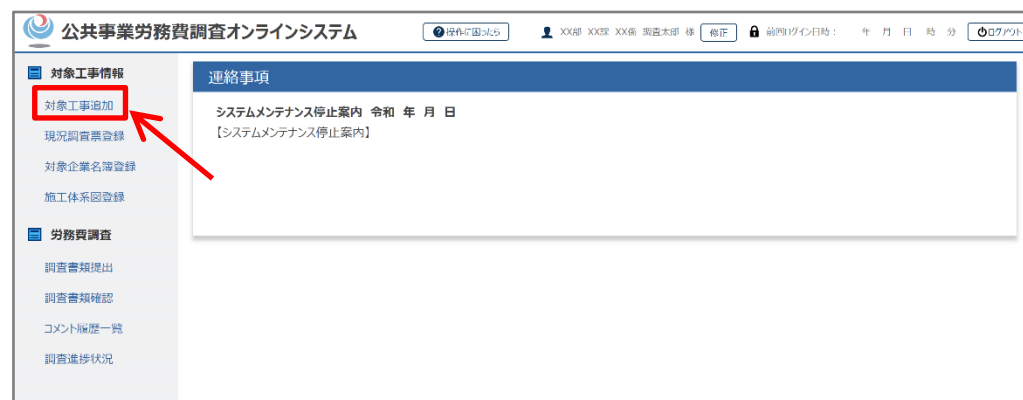 公共事業労務費調査オンラインシステム
操作に困ったら
XX部 XX課 XX係 調査太郎 様 修正
前回ログイン日時: 年 月 日 時 分
ログアウト
対象工事情報
対象工事追加
現況調査票登録
対象企業名簿登録
施工体系図登録
労務費調査
調査書類提出
調査書類確認
コメント履歴一覧
調査進捗状況
連絡事項
システムメンテナンス停止案内 令和 年 月 日
【システムメンテナンス停止案内】